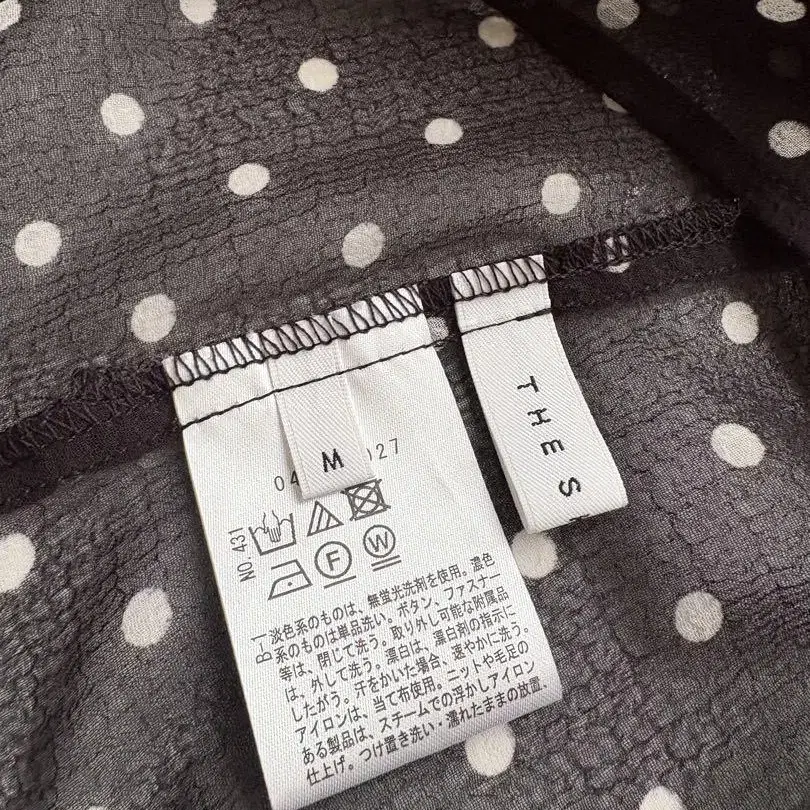 M
04 027
THE S
NO.431
F
W
B-1 淡色系のものは、無蛍光洗剤を使用。濃色
系のものは単品洗い。ボタン、ファスナー
等は、閉じて洗う。取り外し可能な附属品
は、外して洗う。漂白は、漂白剤の指示に
したがう。汗をかいた場合、速やかに洗う。
アイロンは、当て布使用。ニットや毛足の
ある製品は、スチームでの浮かしアイロン
仕上げ。つけ置き洗い・濡れたままの放置、